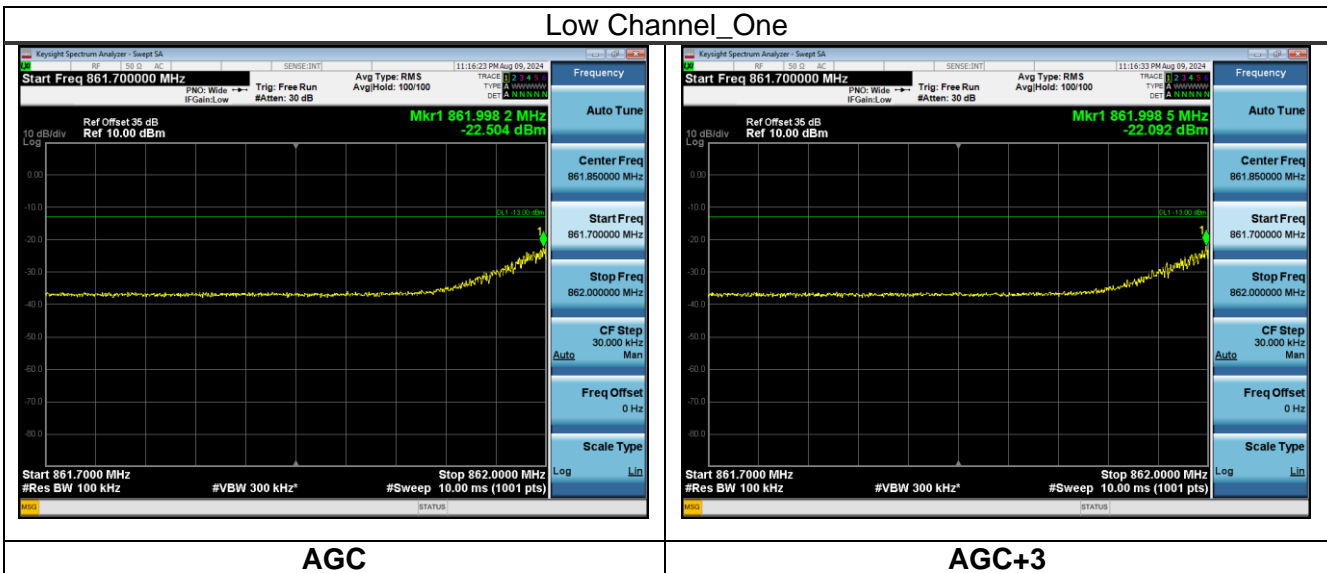 Low Channel_One
Keysight Spectrum Analyzer - Swept SA
RF 50 Ω AC SENSE:INT 11:16:23 PM Aug 09, 2024
Start Freq 861.700000 MHz
PNO: Wide Trig: Free Run
IFGain:Low #Atten: 30 dB
Avg Type: RMS
Avg|Hold: 100/100
TRACE 1 2 3 4 5 6
TYPE A WWWWW
DET A N N N N N
Frequency
Ref Offset 35 dB
10 dB/div Ref 10.00 dBm
Log
Mkr1 861.998 2 MHz
-22.504 dBm
0.00
-10.0
DL1 -13.00 dBm
1
-20.0
-30.0
-40.0
-50.0
-60.0
-70.0
-80.0
Start 861.7000 MHz Stop 862.0000 MHz
#Res BW 100 kHz #VBW 300 kHz* #Sweep 10.00 ms (1001 pts)
MSG STATUS
Auto Tune
Center Freq
861.850000 MHz
Start Freq
861.700000 MHz
Stop Freq
862.000000 MHz
CF Step
30.000 kHz
Auto Man
Freq Offset
0 Hz
Scale Type
Log Lin
Keysight Spectrum Analyzer - Swept SA
RF 50 Ω AC SENSE:INT 11:16:33 PM Aug 09, 2024
Start Freq 861.700000 MHz
PNO: Wide Trig: Free Run
IFGain:Low #Atten: 30 dB
Avg Type: RMS
Avg|Hold: 100/100
TRACE 1 2 3 4 5 6
TYPE A WWWWW
DET A N N N N N
Frequency
Ref Offset 35 dB
10 dB/div Ref 10.00 dBm
Log
Mkr1 861.998 5 MHz
-22.092 dBm
0.00
-10.0
DL1 -13.00 dBm
1
-20.0
-30.0
-40.0
-50.0
-60.0
-70.0
-80.0
Start 861.7000 MHz Stop 862.0000 MHz
#Res BW 100 kHz #VBW 300 kHz* #Sweep 10.00 ms (1001 pts)
MSG STATUS
Auto Tune
Center Freq
861.850000 MHz
Start Freq
861.700000 MHz
Stop Freq
862.000000 MHz
CF Step
30.000 kHz
Auto Man
Freq Offset
0 Hz
Scale Type
Log Lin
AGC AGC+3